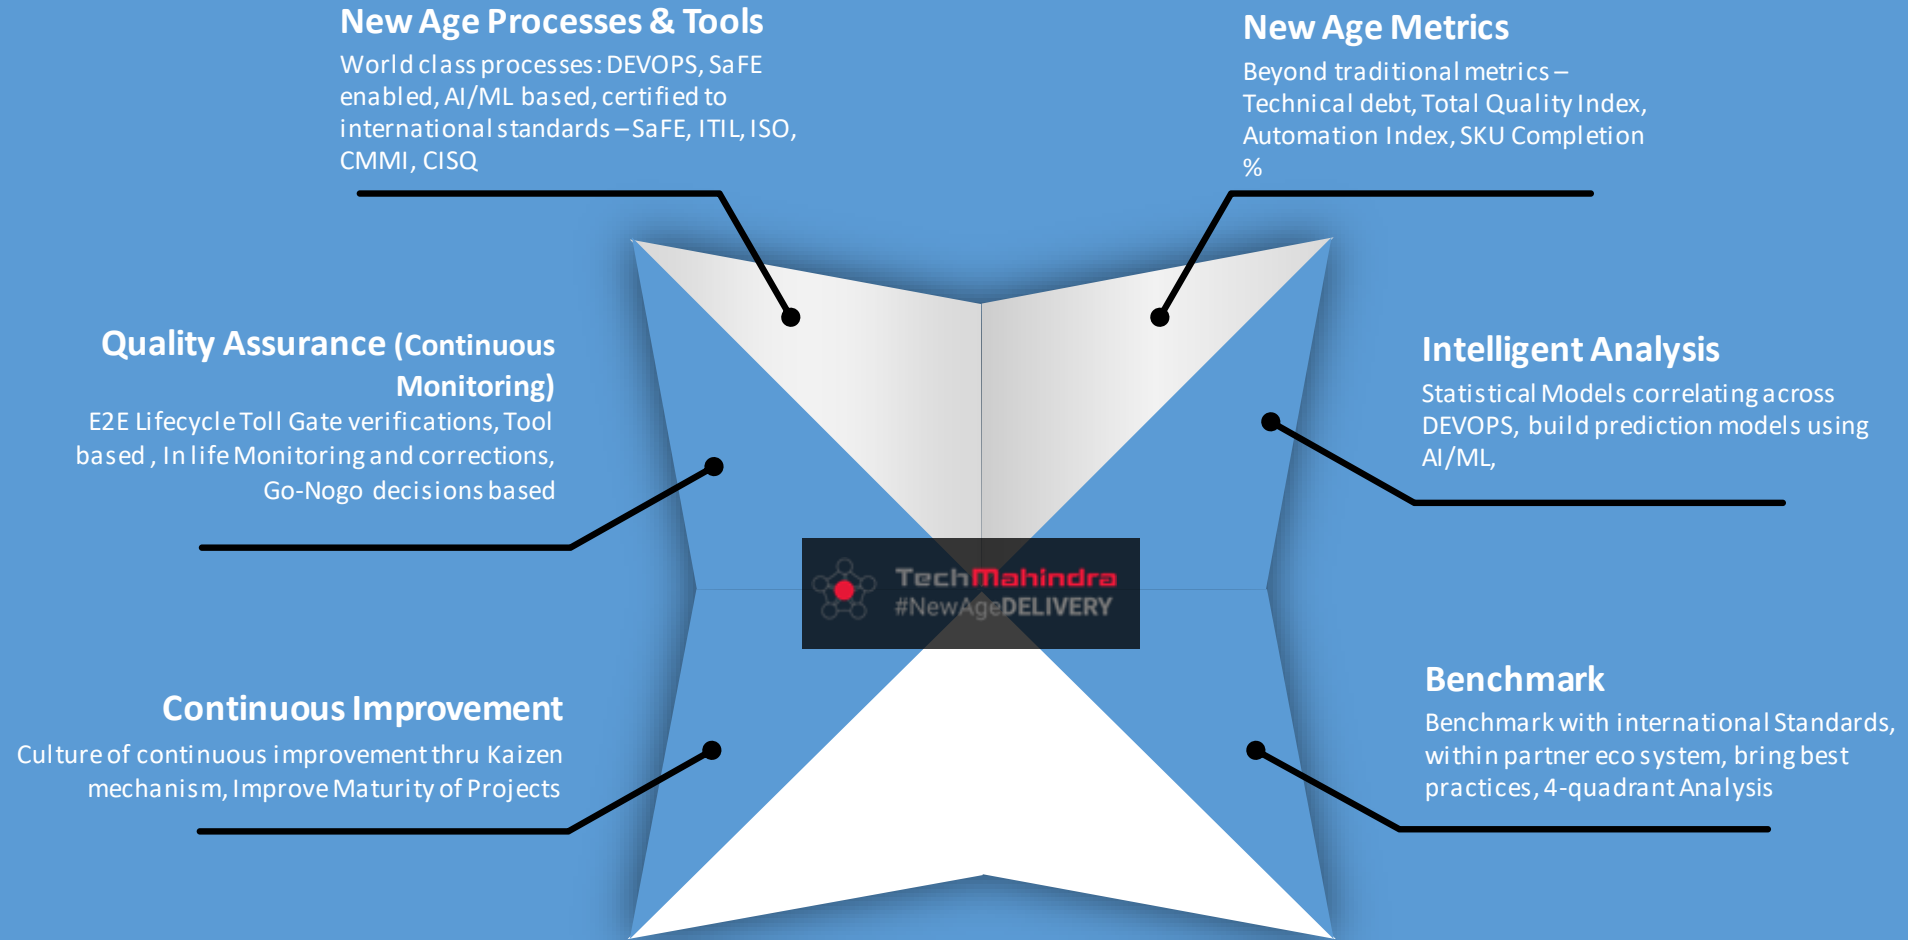 New Age Processes & Tools
World class processes: DEVOPS, SaFE
enabled, AI/ML based, certified to
international standards – SaFE, ITIL, ISO,
CMMI, CISQ
New Age Metrics
Beyond traditional metrics –
Technical debt, Total Quality Index,
Automation Index, SKU Completion
%
Quality Assurance (Continuous
Monitoring)
E2E Lifecycle Toll Gate verifications, Tool
based , In life Monitoring and corrections,
Go-Nogo decisions based
Intelligent Analysis
Statistical Models correlating across
DEVOPS, build prediction models using
AI/ML,
TechMahindra
#NewAgeDELIVERY
Continuous Improvement
Culture of continuous improvement thru Kaizen
mechanism, Improve Maturity of Projects
Benchmark
Benchmark with international Standards,
within partner eco system, bring best
practices, 4-quadrant Analysis